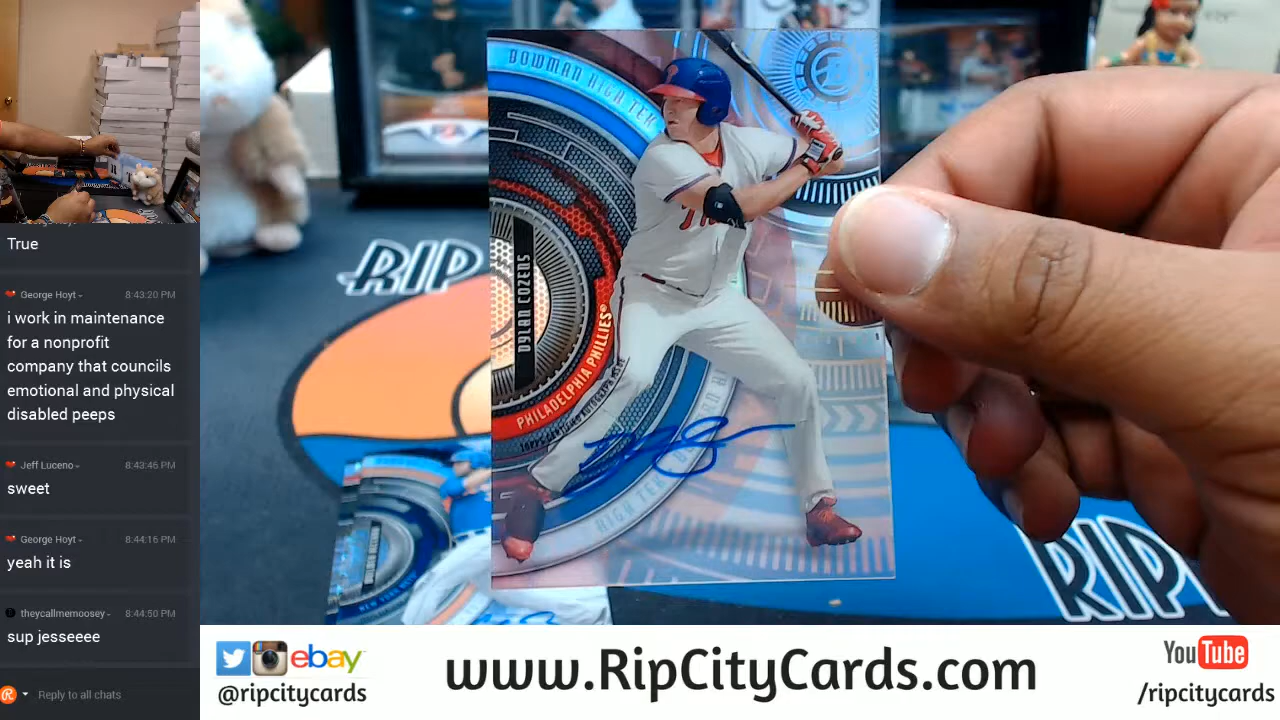 True
George Hoyt
8:43:20 PM
i work in maintenance
for a nonprofit
company that councils
emotional and physical
disabled peeps
Jeff Luceno
8:43:46 PM
sweet
George Hoyt
8:44:16 PM
yeah it is
theycallmemoosey
8:44:50 PM
sup jesseeee
Reply to all chats
BOWMAN HIGH TEK
DYLAN COZENS
PHILADELPHIA PHILLIES
RIP
RIP
ebay
@ripcitycards
www.RipCityCards.com
YouTube
/ripcitycards